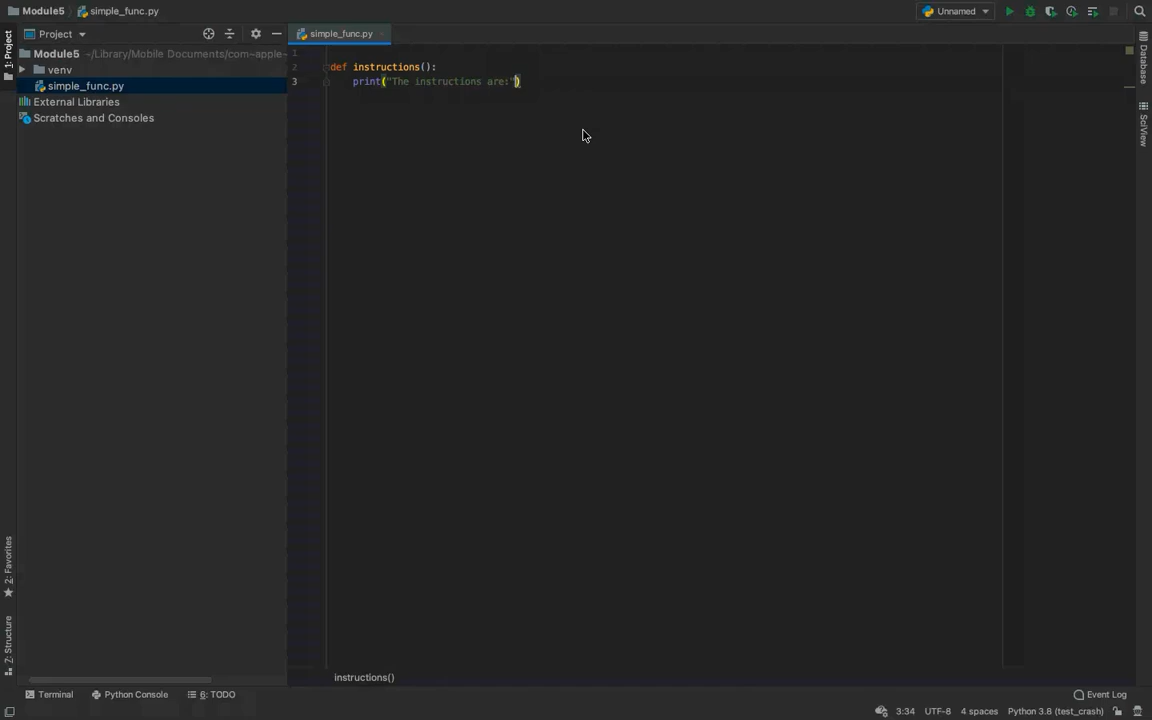 Module5 simple_func.py Unnamed
Project simple_func.py
1: Project
Module5 ~/Library/Mobile Documents/com~apple~
venv
simple_func.py
External Libraries
Scratches and Consoles
2: Favorites
Z: Structure
1
2 def instructions():
3 print("The instructions are:")
instructions()
Database
SciView
Terminal Python Console 6: TODO Event Log
3:34 UTF-8 4 spaces Python 3.8 (test_crash)